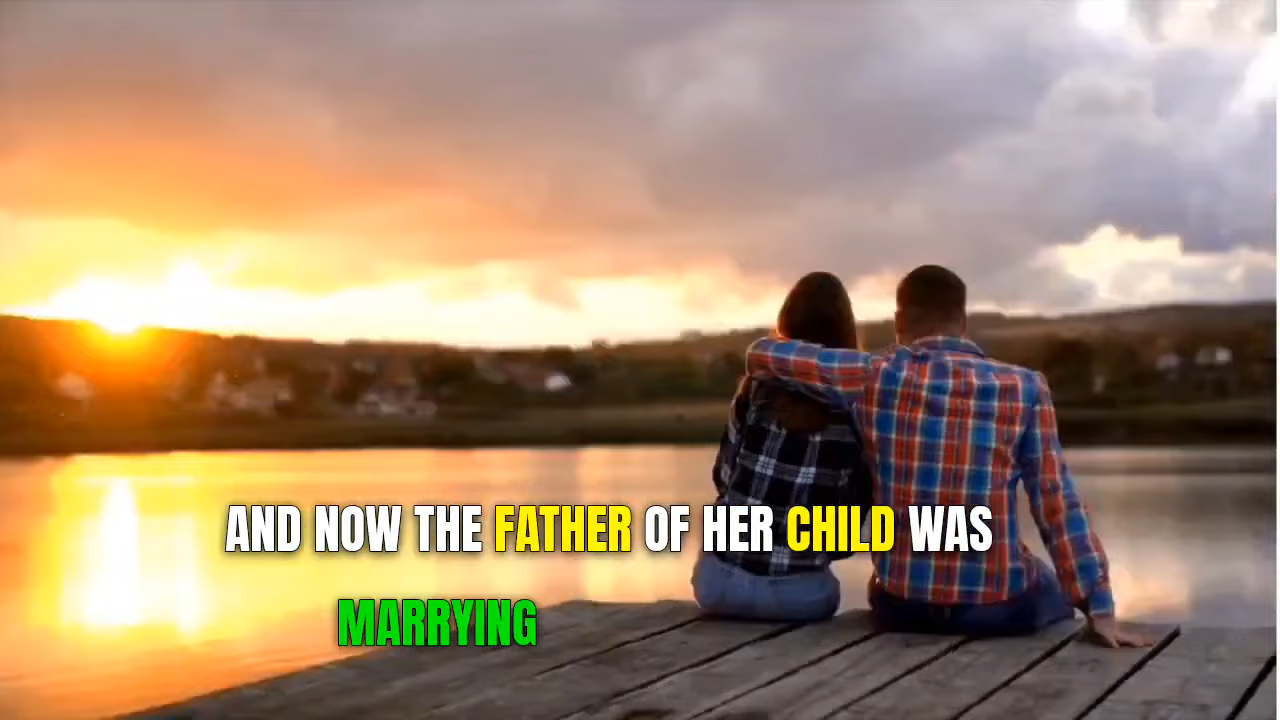 AND NOW THE FATHER OF HER CHILD WAS
MARRYING